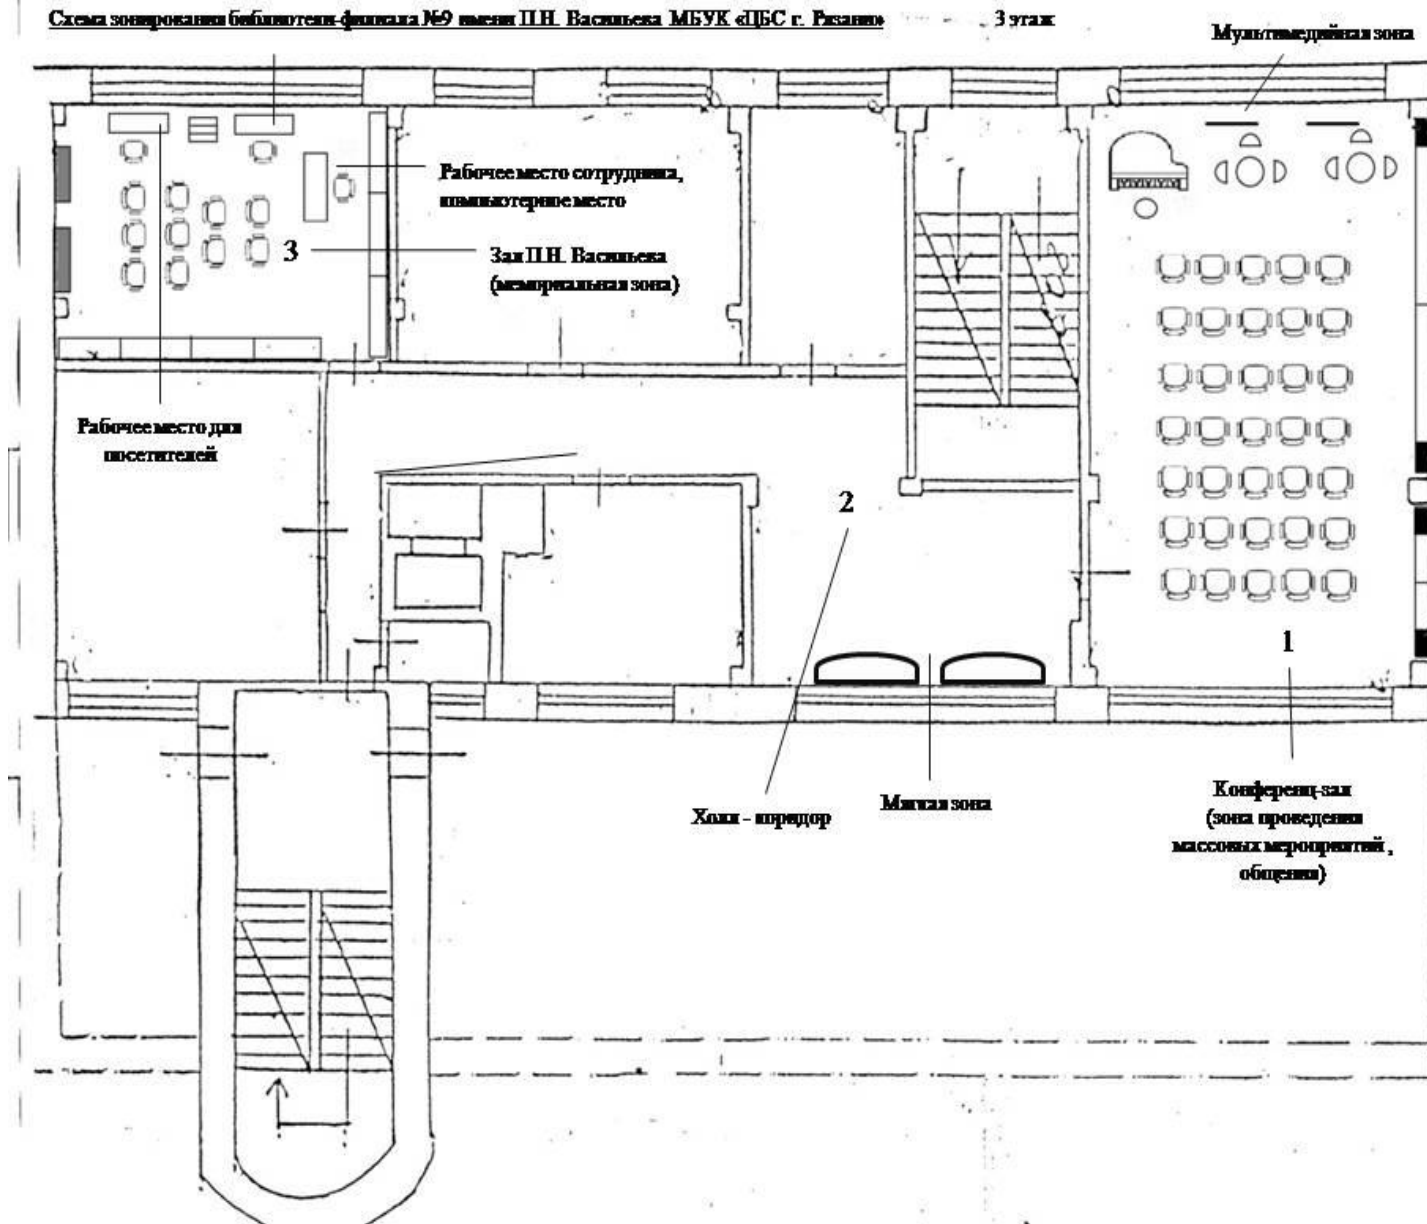 Схема зонирования библиотеки-филиала №9 имени П.Н. Васильева МБУК «ЦБС г. Рязани»
3 этаж
Мультимедийная зона
Рабочее место сотрудника,
компьютерное место
3
Зал П.Н. Васильева
(мемориальная зона)
Рабочее место для
посетителей
2
1
Холл - коридор
Мягкая зона
Конференц-зал
(зона проведения
массовых мероприятий ,
общения)